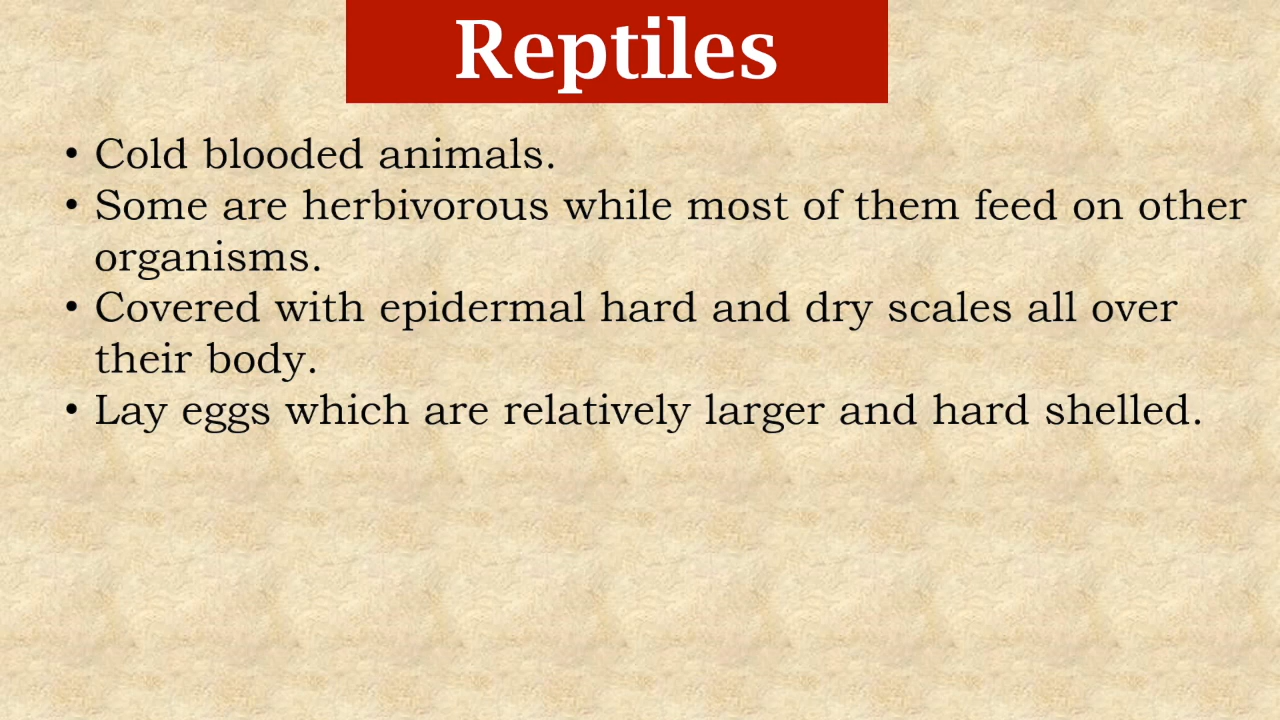 Reptiles
• Cold blooded animals.
• Some are herbivorous while most of them feed on other
organisms.
• Covered with epidermal hard and dry scales all over
their body.
• Lay eggs which are relatively larger and hard shelled.